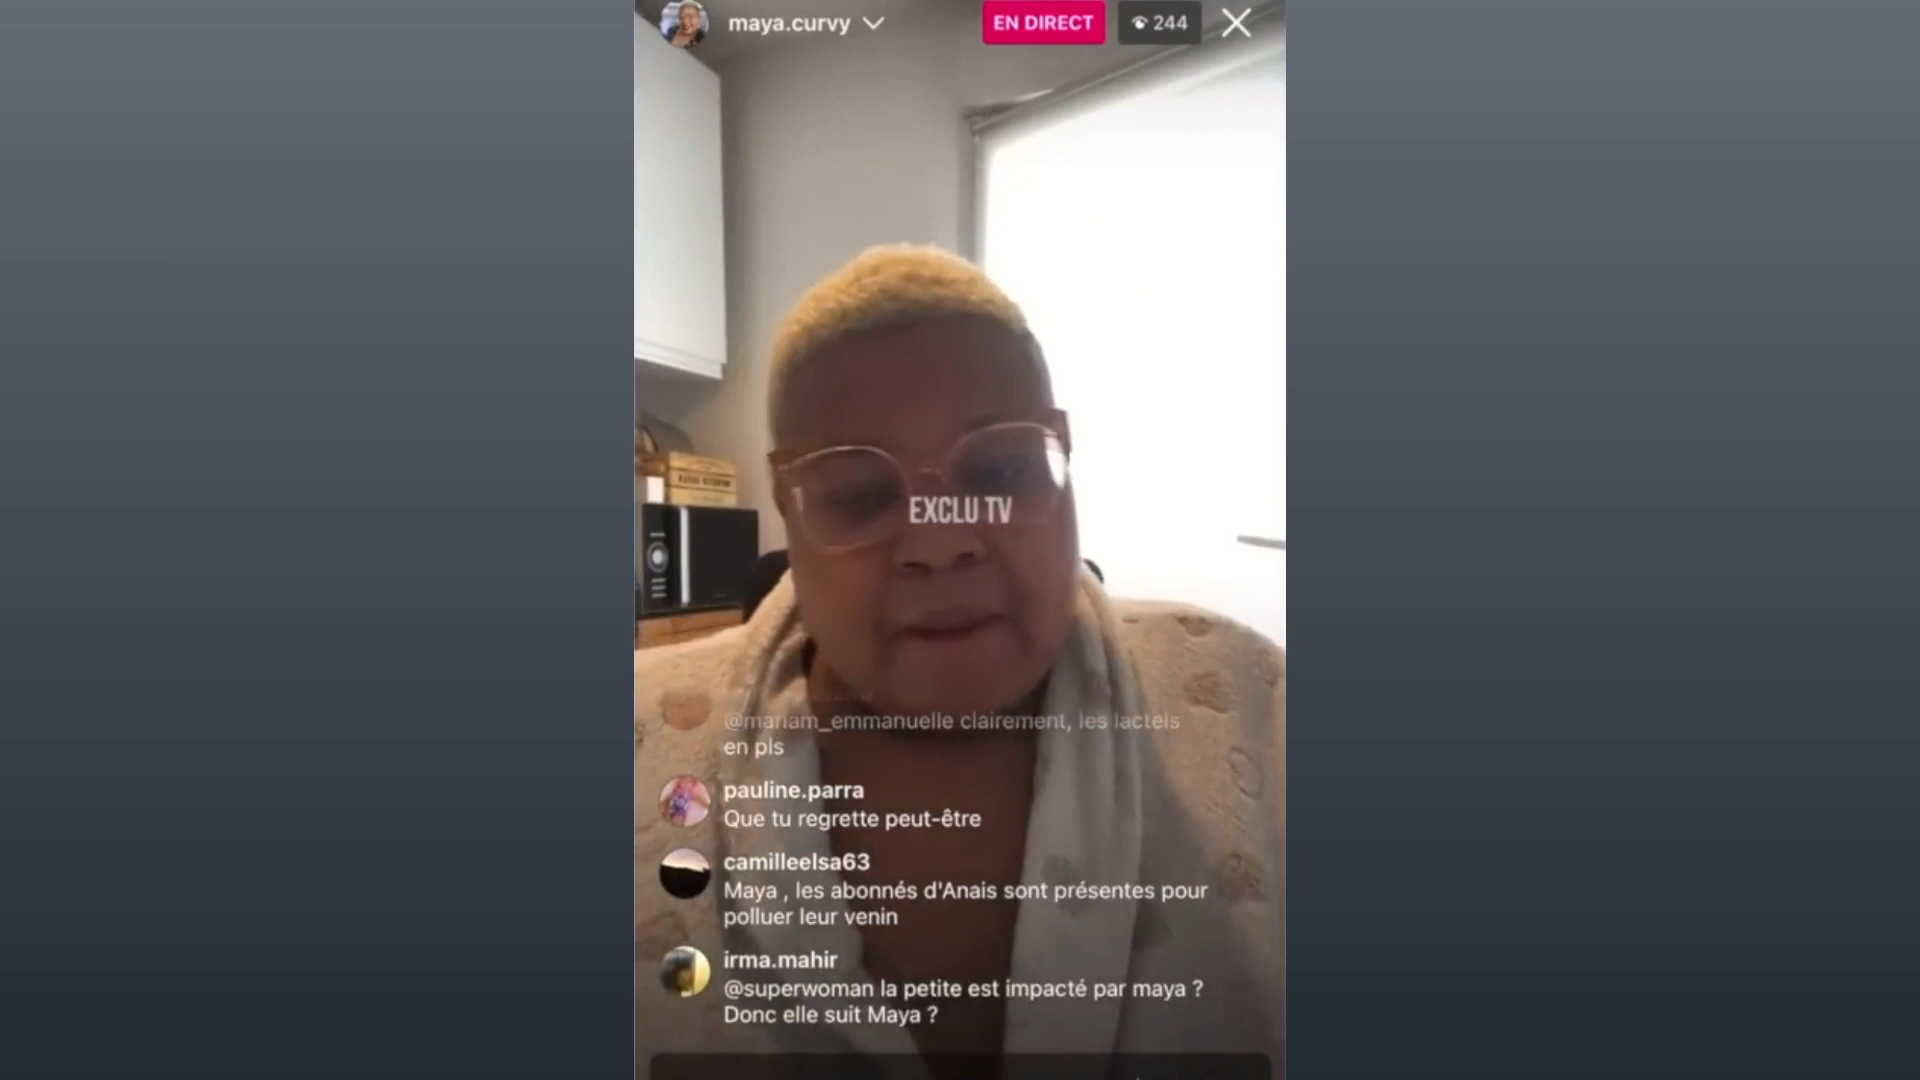 maya.curvy
EN DIRECT
244
EXCLU TV
@mariam_emmanuelle clairement, les lactels
en pls
pauline.parra
Que tu regrette peut-être
camilleelsa63
Maya , les abonnés d'Anais sont présentes pour
polluer leur venin
irma.mahir
@superwoman la petite est impacté par maya ?
Donc elle suit Maya ?